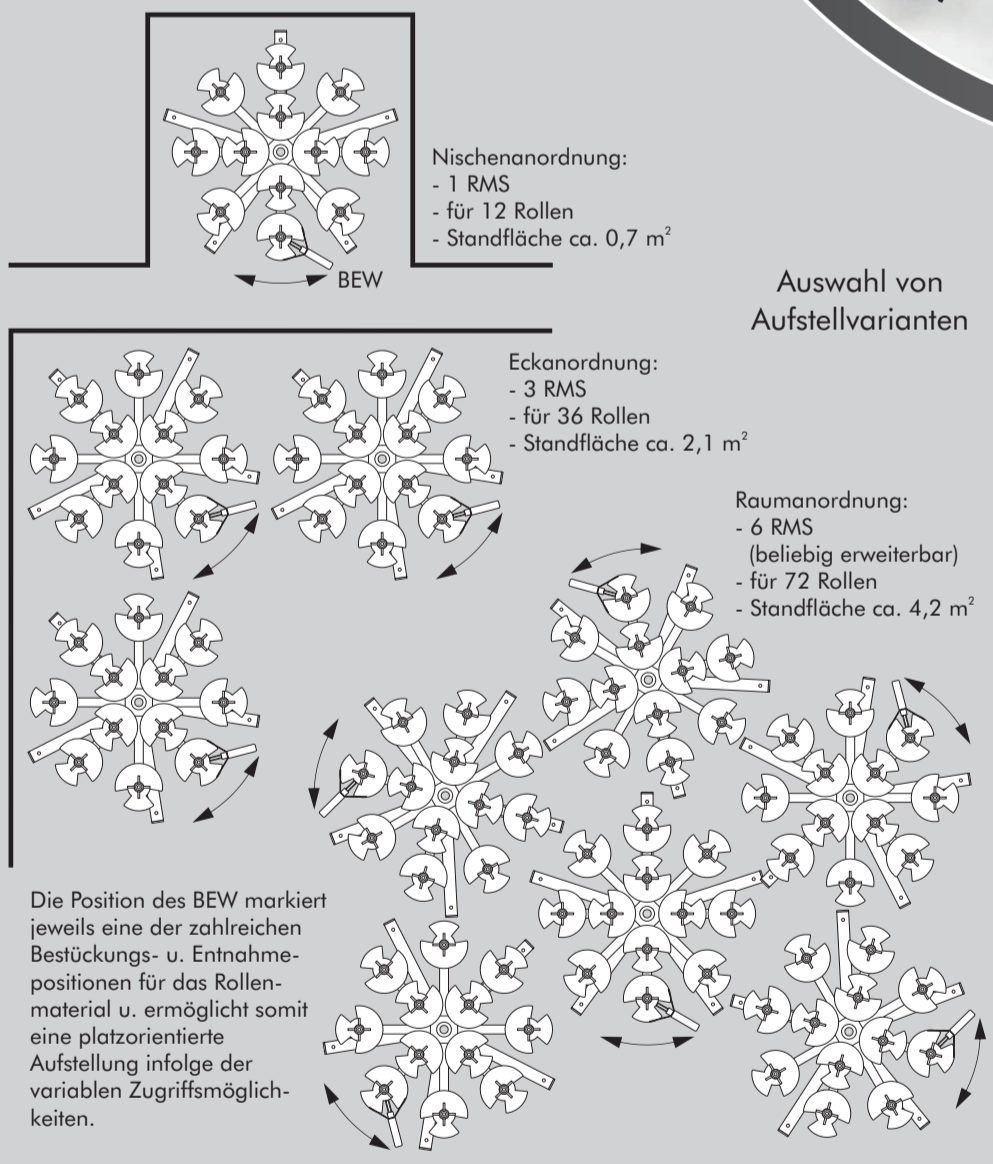 Nischenanordnung:
- 1 RMS
- für 12 Rollen
- Standfläche ca. 0,7 m²
BEW
Auswahl von
Aufstellvarianten
Eckanordnung:
- 3 RMS
- für 36 Rollen
- Standfläche ca. 2,1 m²
Raumanordnung:
- 6 RMS
(beliebig erweiterbar)
- für 72 Rollen
- Standfläche ca. 4,2 m²
Die Position des BEW markiert
jeweils eine der zahlreichen
Bestückungs- u. Entnahme-
positionen für das Rollen-
material u. ermöglicht somit
eine platzorientierte
Aufstellung infolge der
variablen Zugriffsmöglich-
keiten.